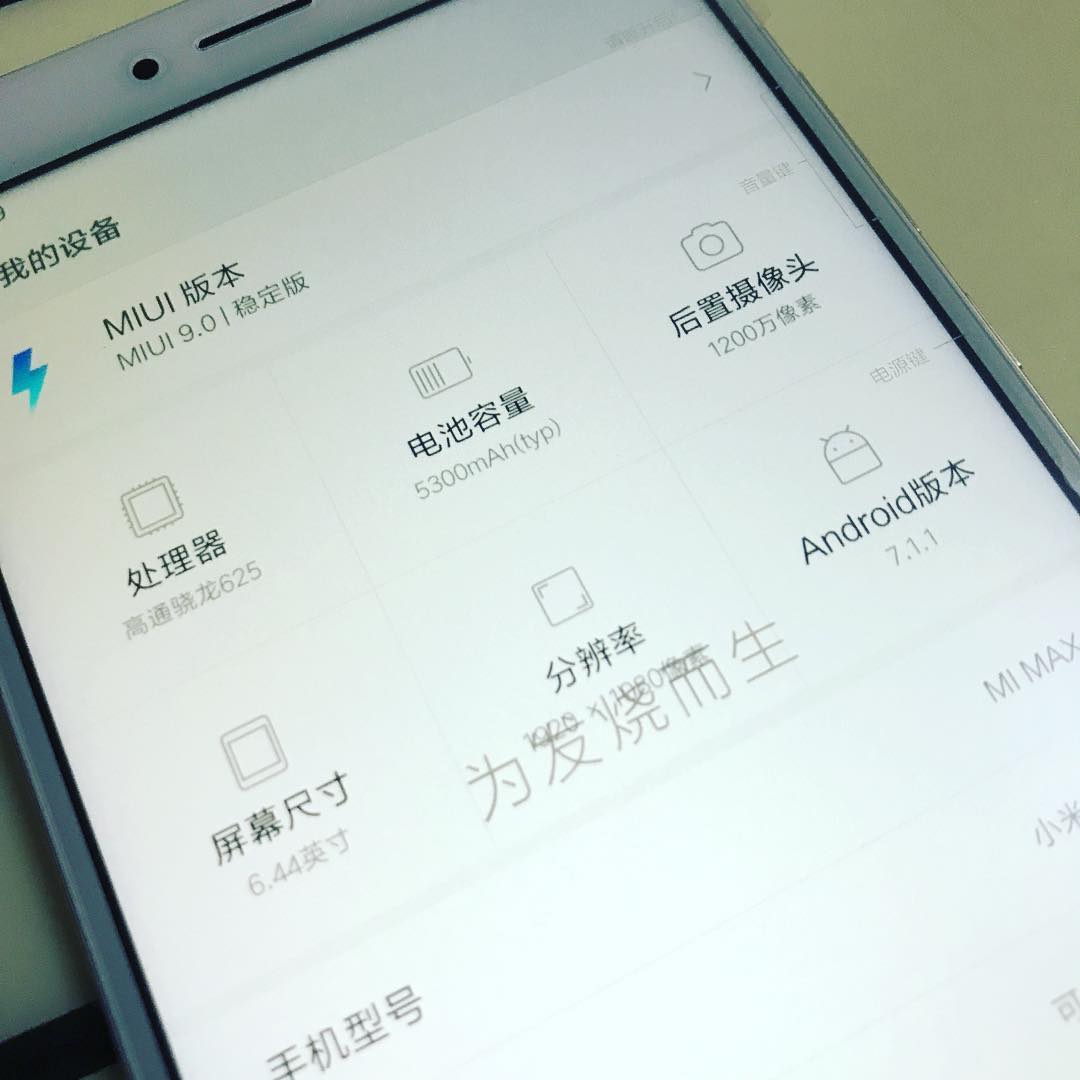 我的设备
MIUI 版本
MIUI 9.0 | 稳定版
音量键
后置摄像头
1200万像素
电池容量
5300mAh(typ)
处理器
高通骁龙625
电源键
Android版本
7.1.1
分辨率
1920 × 1080像素
为发烧而生
屏幕尺寸
6.44英寸
MI MAX
手机型号
小米
可